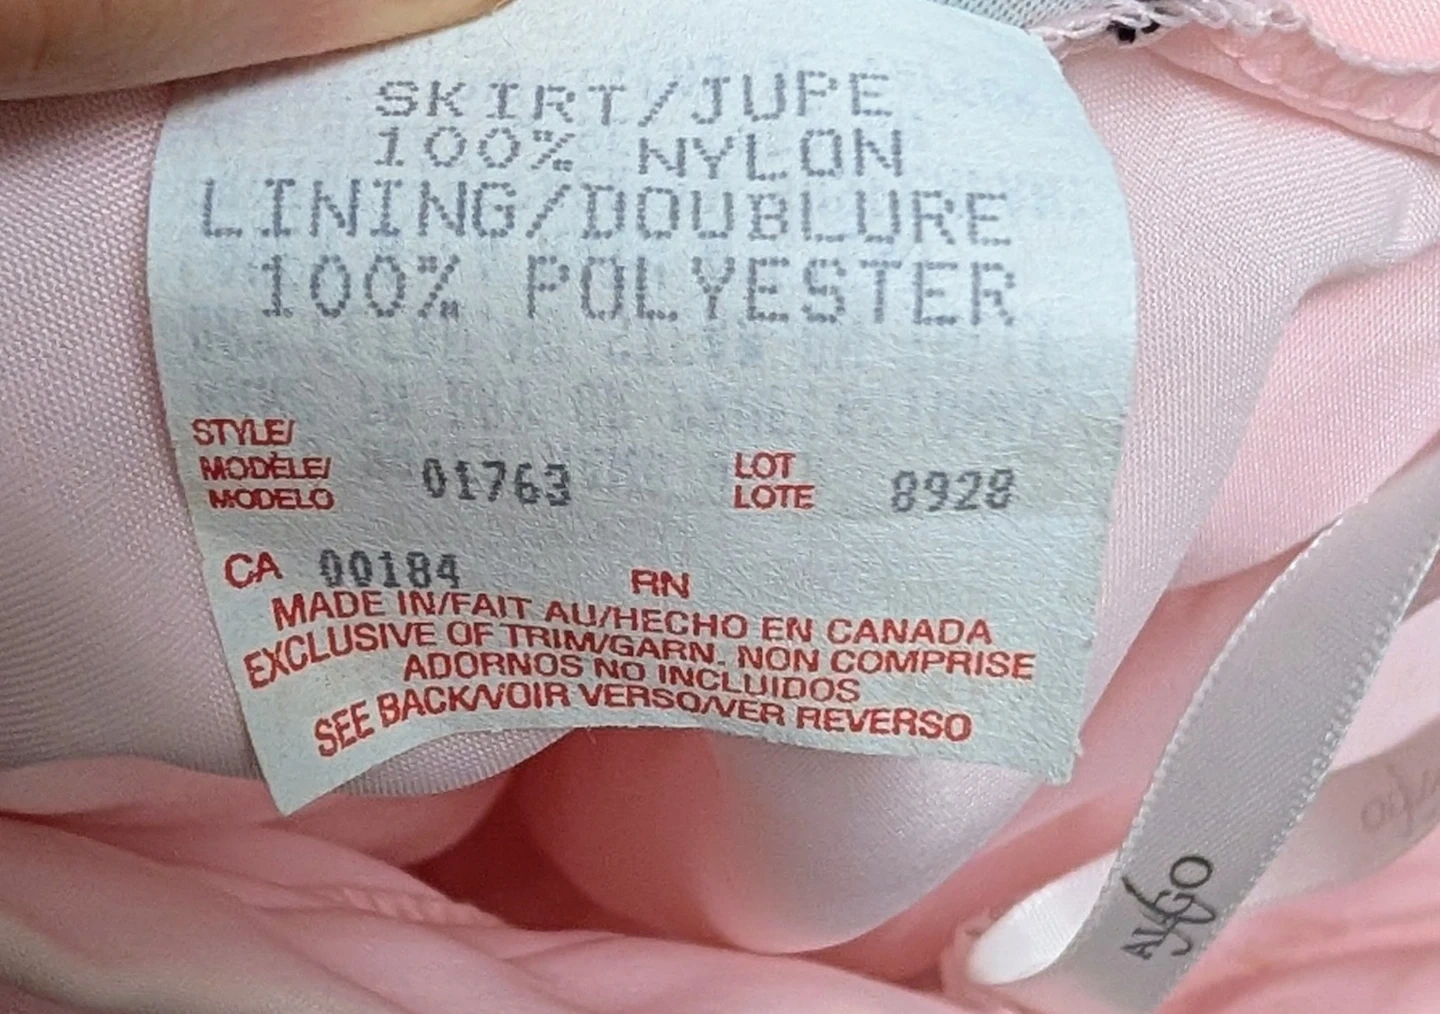 SKIRT/JUPE
100% NYLON
LINING/DOUBLURE
100% POLYESTER
STYLE/
MODÈLE/
MODELO
01763
LOT
LOTE
8928
CA 00184
RN
MADE IN/FAIT AU/HECHO EN CANADA
EXCLUSIVE OF TRIM/GARN. NON COMPRISE
ADORNOS NO INCLUIDOS
SEE BACK/VOIR VERSO/VER REVERSO
ALGO